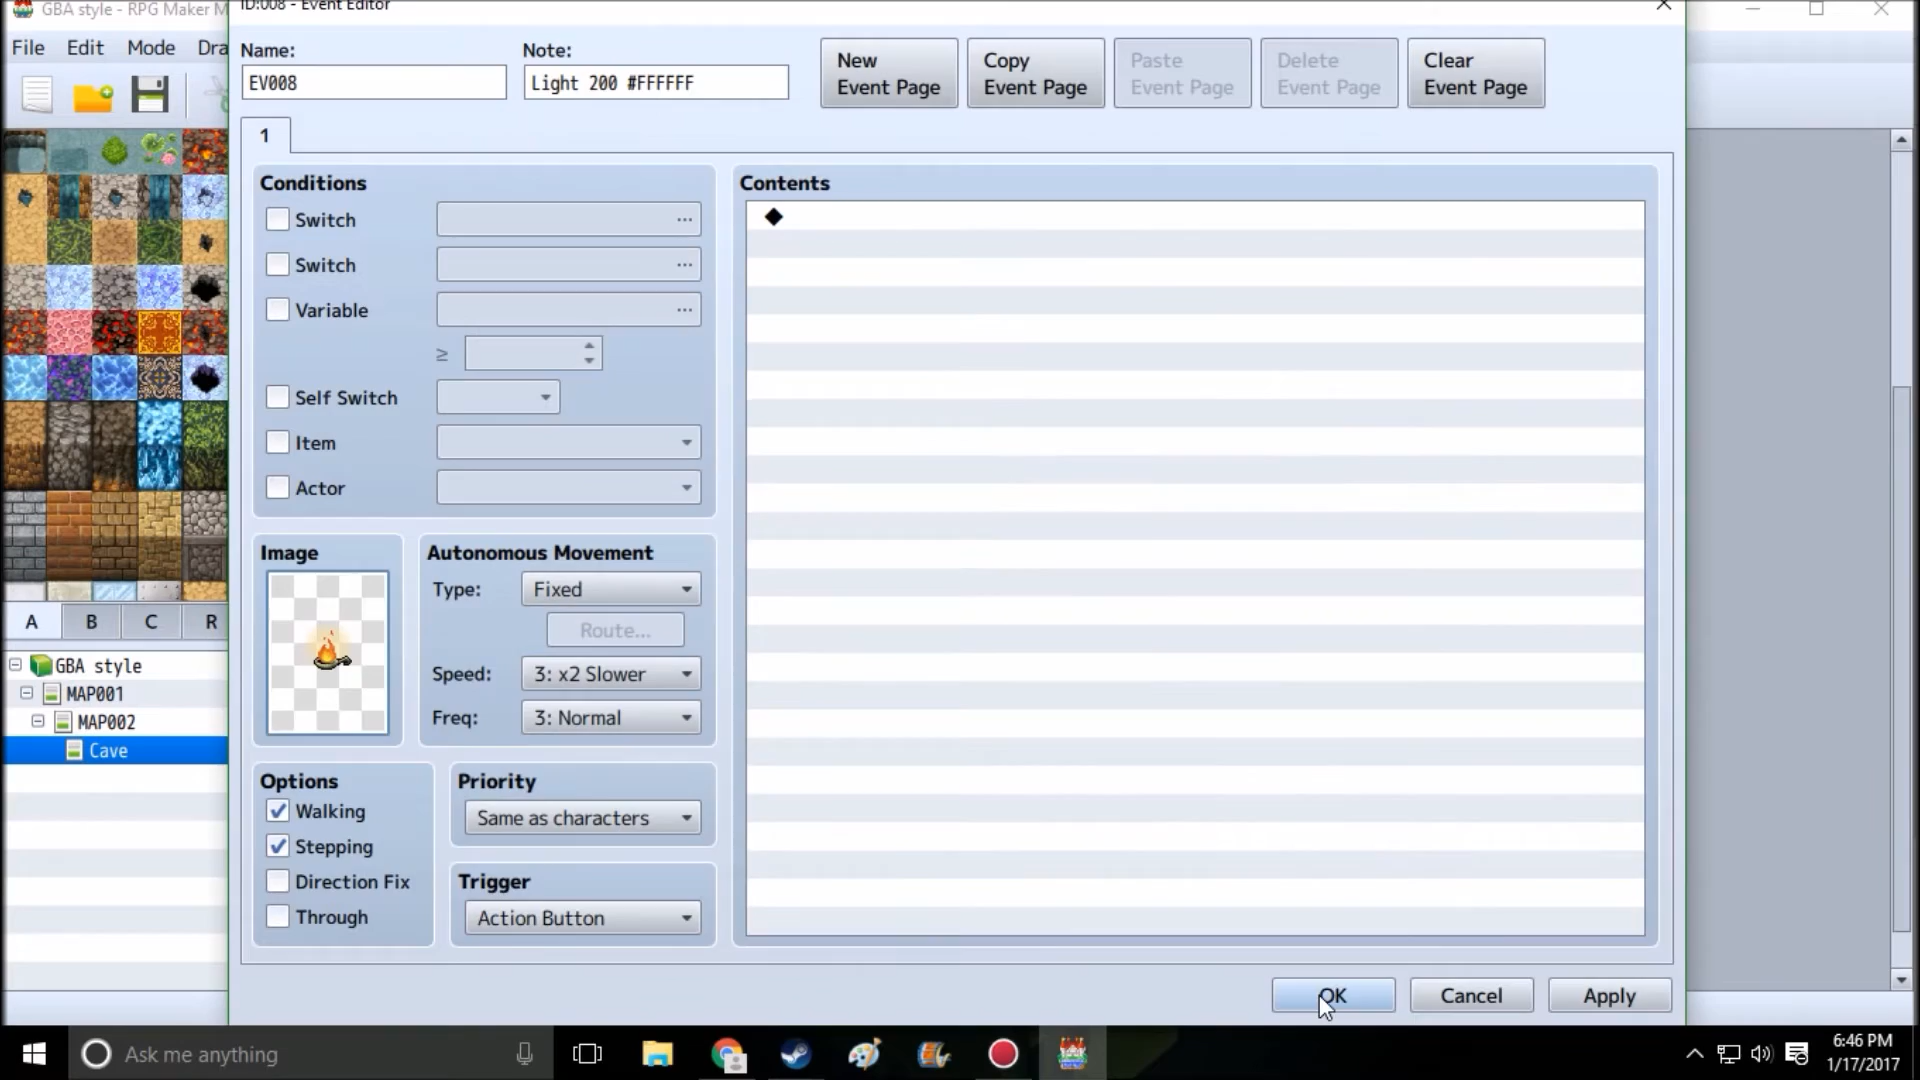 GBA style - RPG Maker M
ID:008 - Event Editor
File Edit Mode Dra
Name:
EV008
Note:
Light 200 #FFFFFF
New
Event Page
Copy
Event Page
Paste
Event Page
Delete
Event Page
Clear
Event Page
1
Conditions
Switch ...
Switch ...
Variable ...
≥
Self Switch
Item
Actor
Image
Autonomous Movement
Type: Fixed
Route...
Speed: 3: x2 Slower
Freq: 3: Normal
Options
Walking
Stepping
Direction Fix
Through
Priority
Same as characters
Trigger
Action Button
Contents
A B C R
GBA style
MAP001
MAP002
Cave
OK Cancel Apply
Ask me anything
6:46 PM
1/17/2017